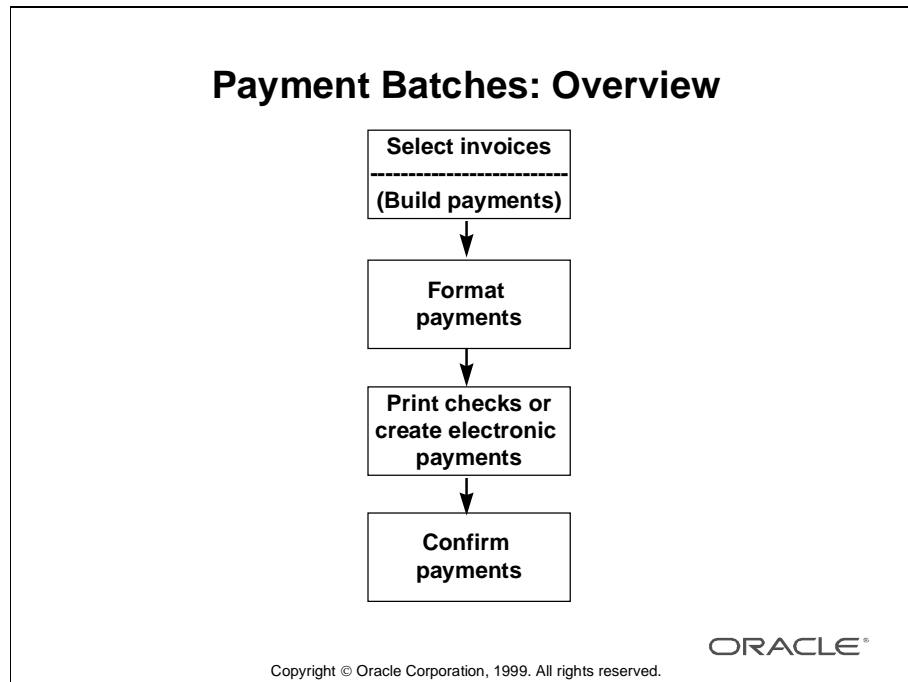 Payment Batches: Overview
Select invoices
--------------------------
(Build payments)
Format
payments
Print checks or
create electronic
payments
Confirm
payments
ORACLE®
Copyright © Oracle Corporation, 1999. All rights reserved.